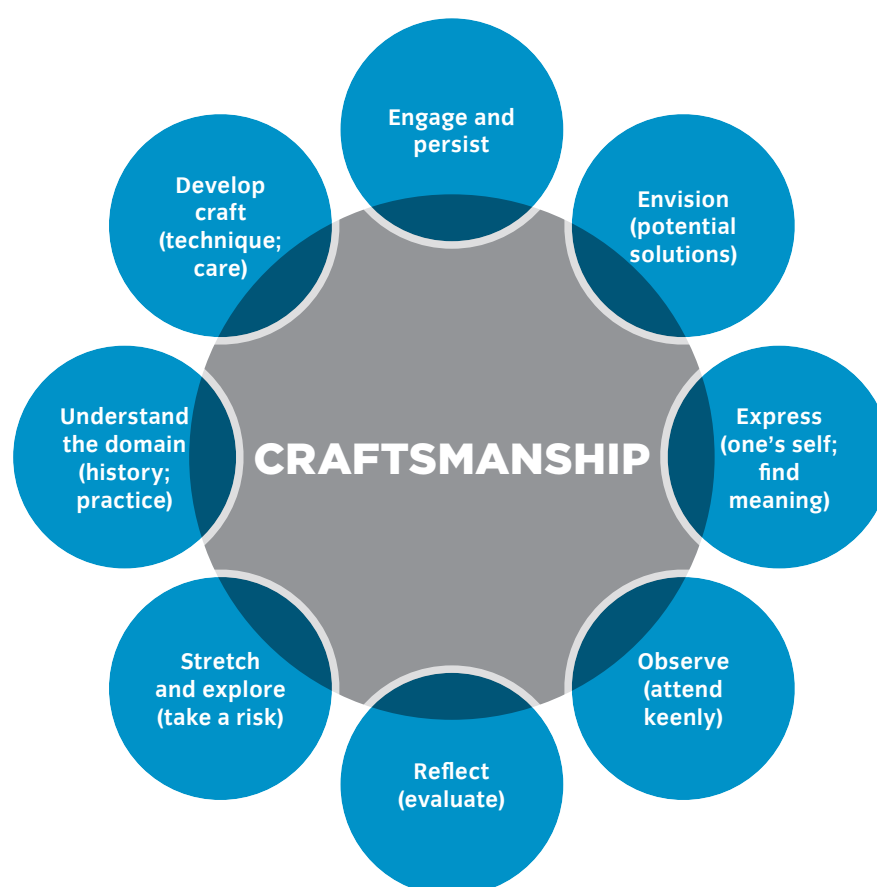 Engage and
persist
Envision
(potential
solutions)
Express
(one's self;
find
meaning)
Observe
(attend
keenly)
Reflect
(evaluate)
Stretch
and explore
(take a risk)
Understand
the domain
(history;
practice)
Develop
craft
(technique;
care)
CRAFTSMANSHIP